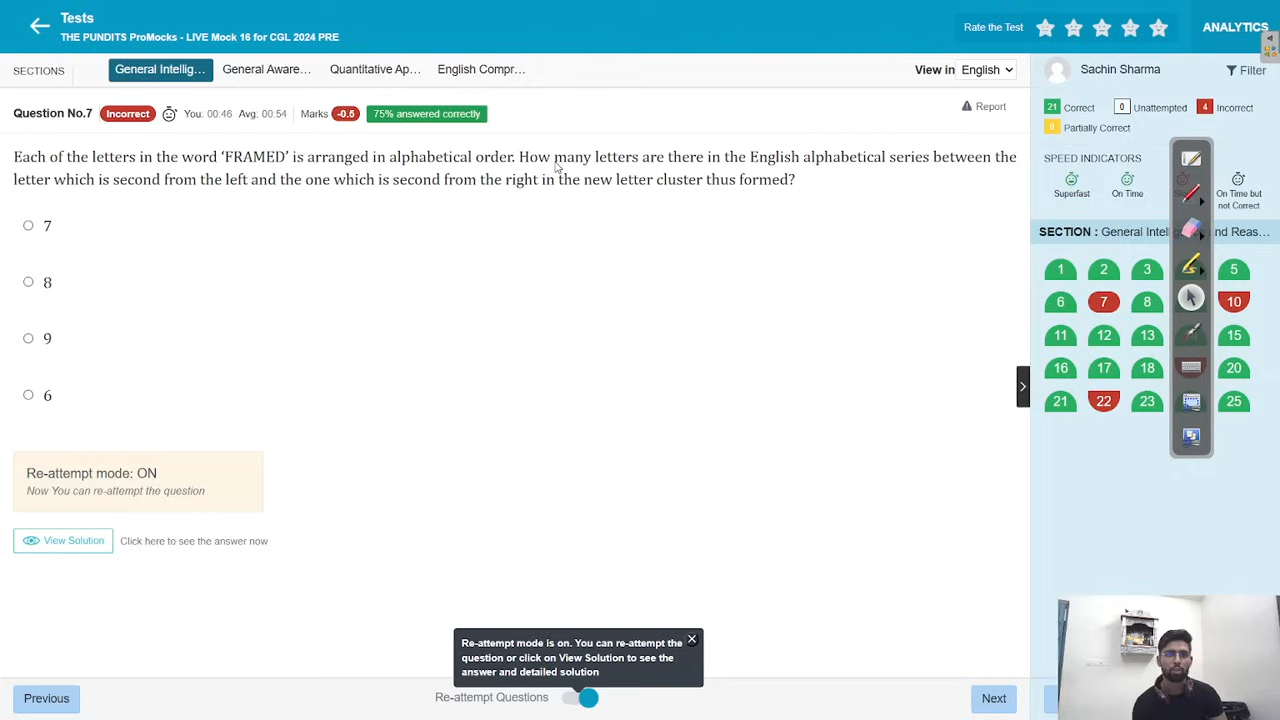 Tests
THE PUNDITS ProMocks - LIVE Mock 16 for CGL 2024 PRE
Rate the Test
ANALYTICS
SECTIONS
General Intellig...
General Aware...
Quantitative Ap...
English Compr...
View in English
Sachin Sharma
Filter
Question No.7 Incorrect You: 00:46 Avg: 00:54 Marks -0.5 75% answered correctly
Report
21 Correct 0 Unattempted 4 Incorrect
0 Partially Correct
Each of the letters in the word ‘FRAMED’ is arranged in alphabetical order. How many letters are there in the English alphabetical series between the
letter which is second from the left and the one which is second from the right in the new letter cluster thus formed?
7
8
9
6
SPEED INDICATORS
Superfast
On Time
On Time but
not Correct
SECTION : General Intel
and Reas...
1 2 3 5
6 7 8 10
11 12 13 15
16 17 18 20
21 22 23 25
Re-attempt mode: ON
Now You can re-attempt the question
View Solution Click here to see the answer now
Re-attempt mode is on. You can re-attempt the
question or click on View Solution to see the
answer and detailed solution
Previous
Re-attempt Questions
Next